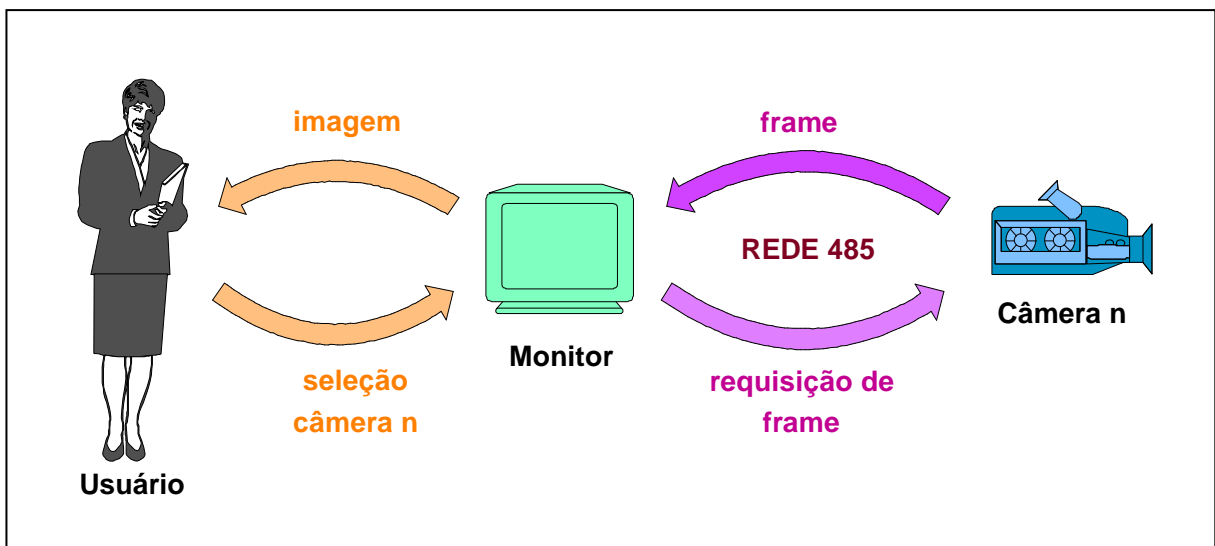 imagem
frame
REDE 485
Câmera n
Monitor
seleção
câmera n
requisição de
frame
Usuário